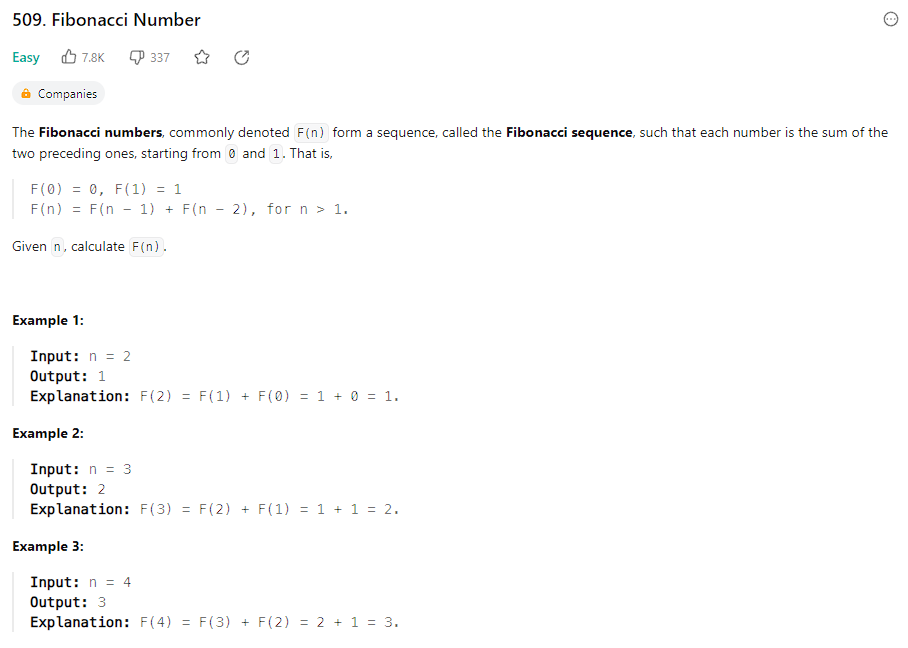 509. Fibonacci Number
Easy 7.8K 337
Companies
The Fibonacci numbers, commonly denoted F(n) form a sequence, called the Fibonacci sequence, such that each number is the sum of the
two preceding ones, starting from 0 and 1. That is,
F(0) = 0, F(1) = 1
F(n) = F(n - 1) + F(n - 2), for n > 1.
Given n, calculate F(n).
Example 1:
Input: n = 2
Output: 1
Explanation: F(2) = F(1) + F(0) = 1 + 0 = 1.
Example 2:
Input: n = 3
Output: 2
Explanation: F(3) = F(2) + F(1) = 1 + 1 = 2.
Example 3:
Input: n = 4
Output: 3
Explanation: F(4) = F(3) + F(2) = 2 + 1 = 3.